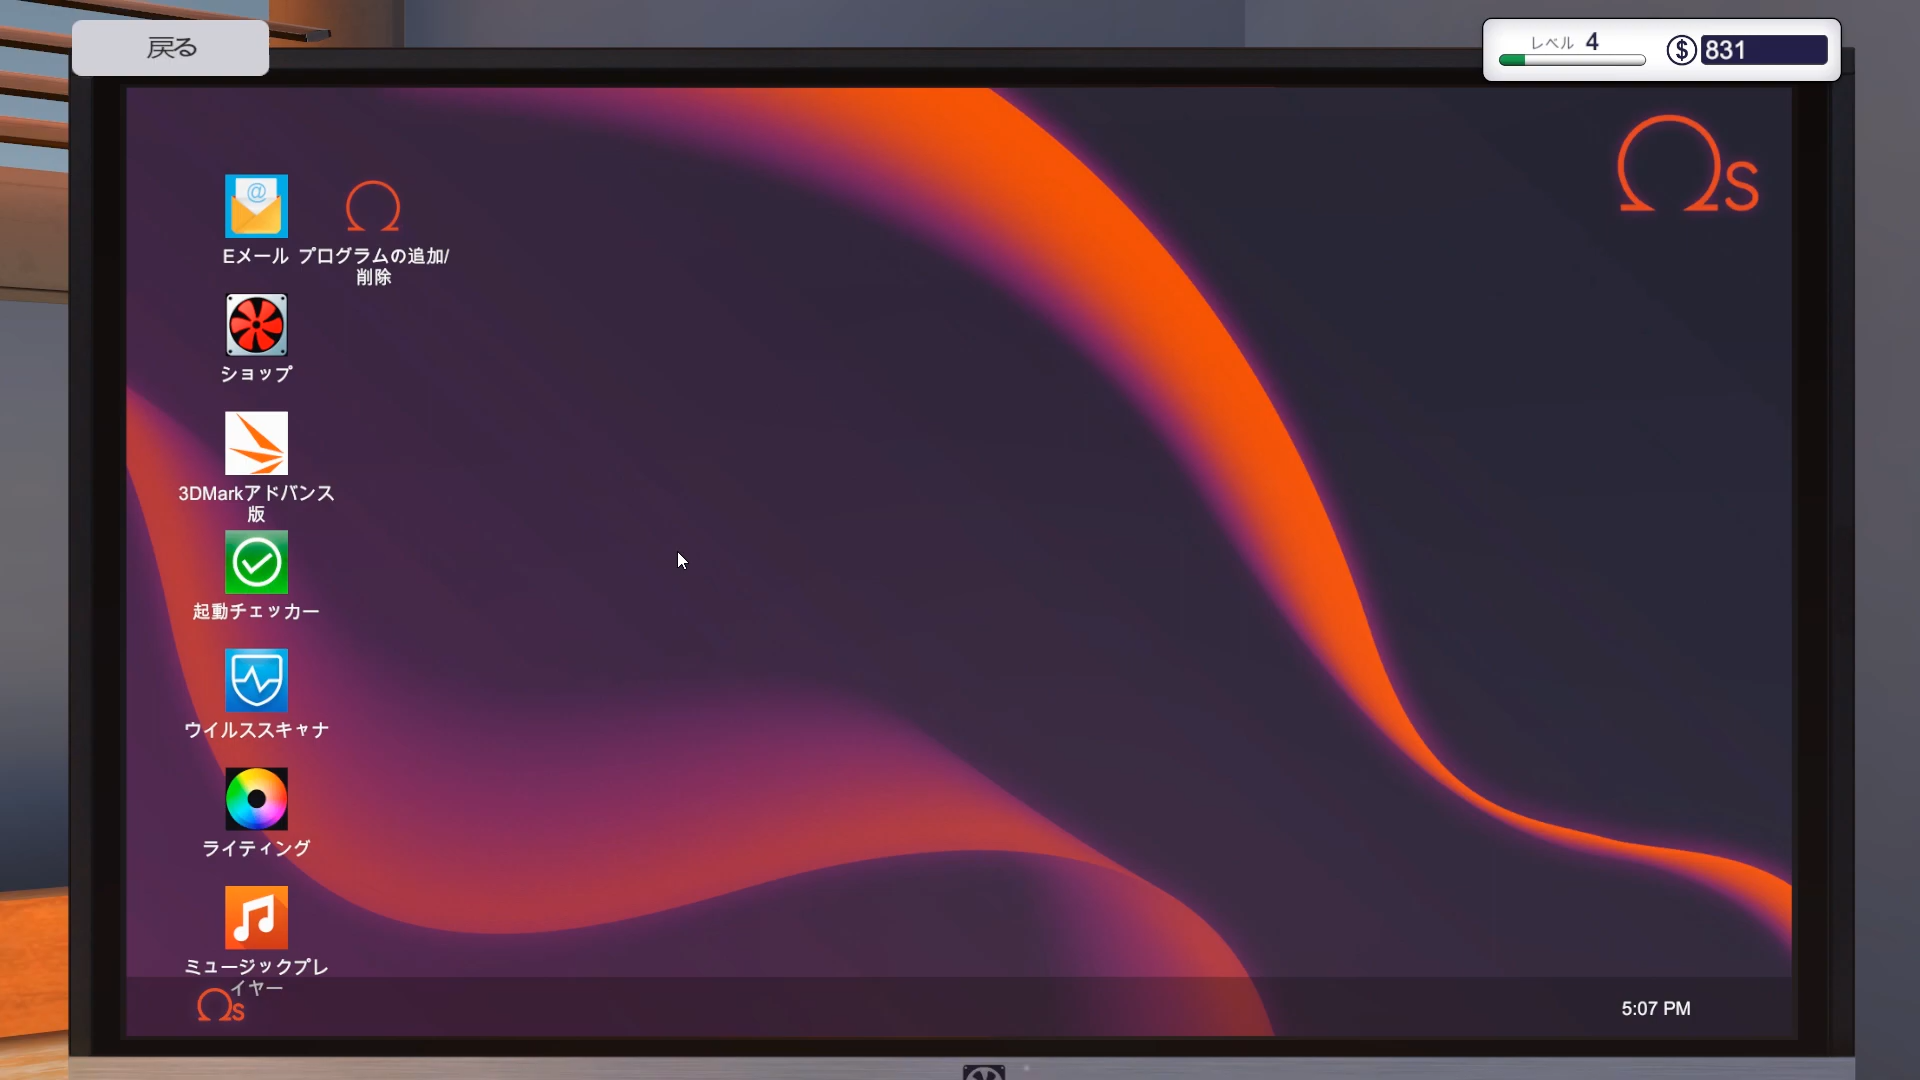 戻る
レベル 4
$ 831
Ωs
Eメール
プログラムの追加/
削除
ショップ
3DMarkアドバンス
版
起動チェッカー
ウイルススキャナ
ライティング
ミュージックプレ
イヤー
Ωs
5:07 PM